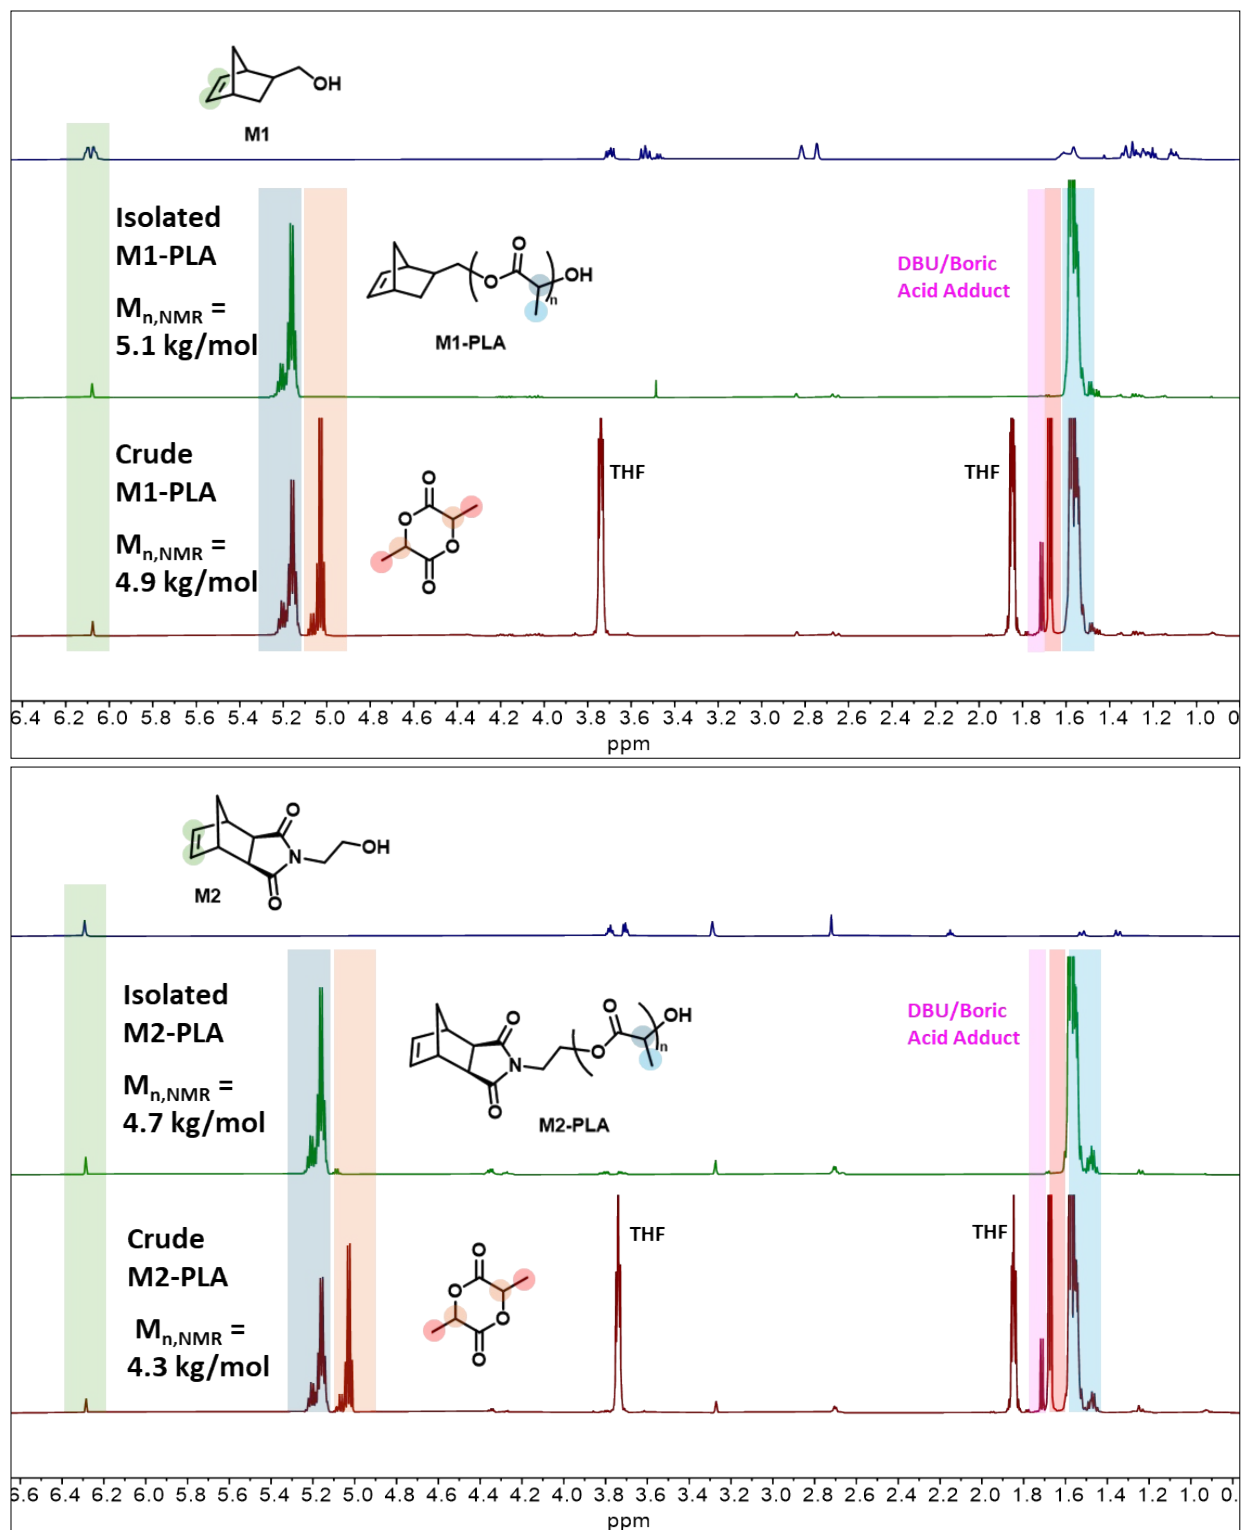 OH
M1
Isolated
M1-PLA
Mn,NMR =
5.1 kg/mol
O
O
OH
n
M1-PLA
DBU/Boric
Acid Adduct
Crude
M1-PLA
Mn,NMR =
4.9 kg/mol
O
O
O
O
THF
THF
6.4 6.2 6.0 5.8 5.6 5.4 5.2 5.0 4.8 4.6 4.4 4.2 4.0 3.8 3.6 3.4 3.2 3.0 2.8 2.6 2.4 2.2 2.0 1.8 1.6 1.4 1.2 1.0 0.
ppm
O
N
OH
O
M2
Isolated
M2-PLA
Mn,NMR =
4.7 kg/mol
O
O
OH
n
O
N
O
M2-PLA
DBU/Boric
Acid Adduct
Crude
M2-PLA
Mn,NMR =
4.3 kg/mol
O
O
O
O
THF
THF
6.6 6.4 6.2 6.0 5.8 5.6 5.4 5.2 5.0 4.8 4.6 4.4 4.2 4.0 3.8 3.6 3.4 3.2 3.0 2.8 2.6 2.4 2.2 2.0 1.8 1.6 1.4 1.2 1.0 0.
ppm